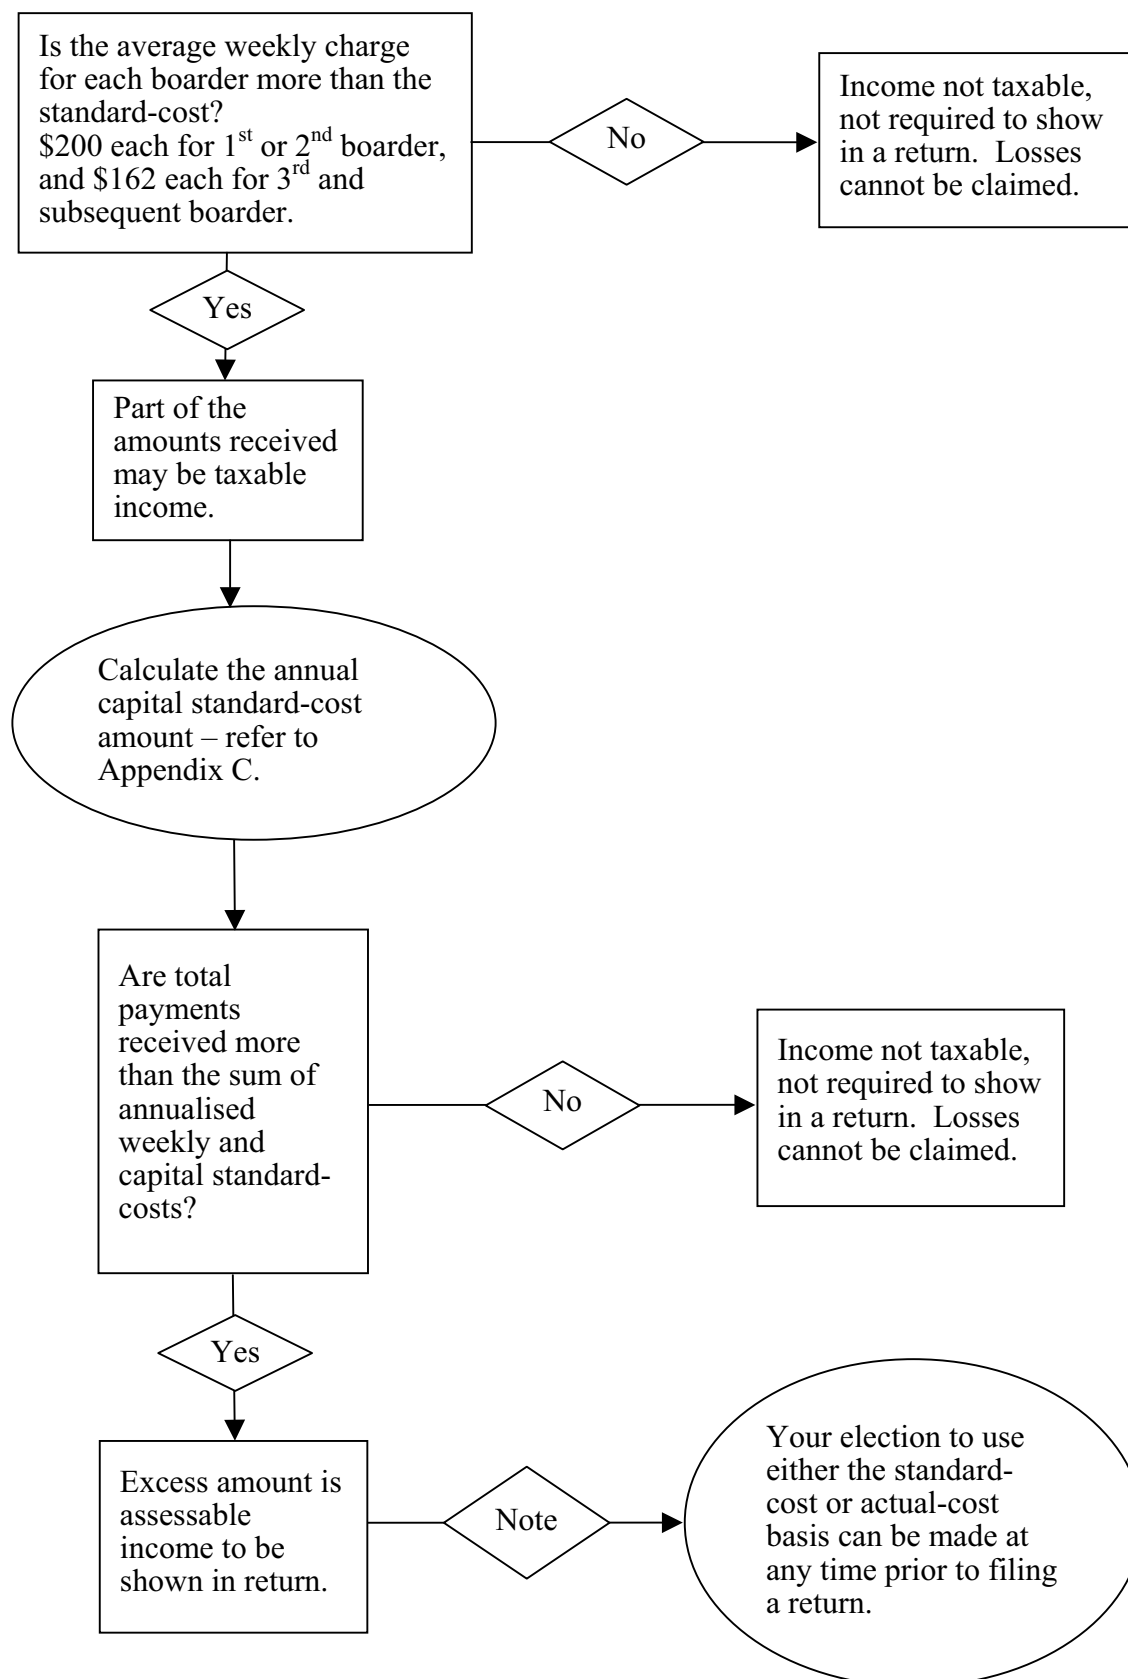 Is the average weekly charge
for each boarder more than the
standard-cost?
$200 each for 1st or 2nd boarder,
and $162 each for 3rd and
subsequent boarder.
No
Income not taxable,
not required to show
in a return.  Losses
cannot be claimed.
Yes
Part of the
amounts received
may be taxable
income.
Calculate the annual
capital standard-cost
amount – refer to
Appendix C.
Are total
payments
received more
than the sum of
annualised
weekly and
capital standard-
costs?
No
Income not taxable,
not required to show
in a return.  Losses
cannot be claimed.
Yes
Excess amount is
assessable
income to be
shown in return.
Note
Your election to use
either the standard-
cost or actual-cost
basis can be made at
any time prior to filing
a return.